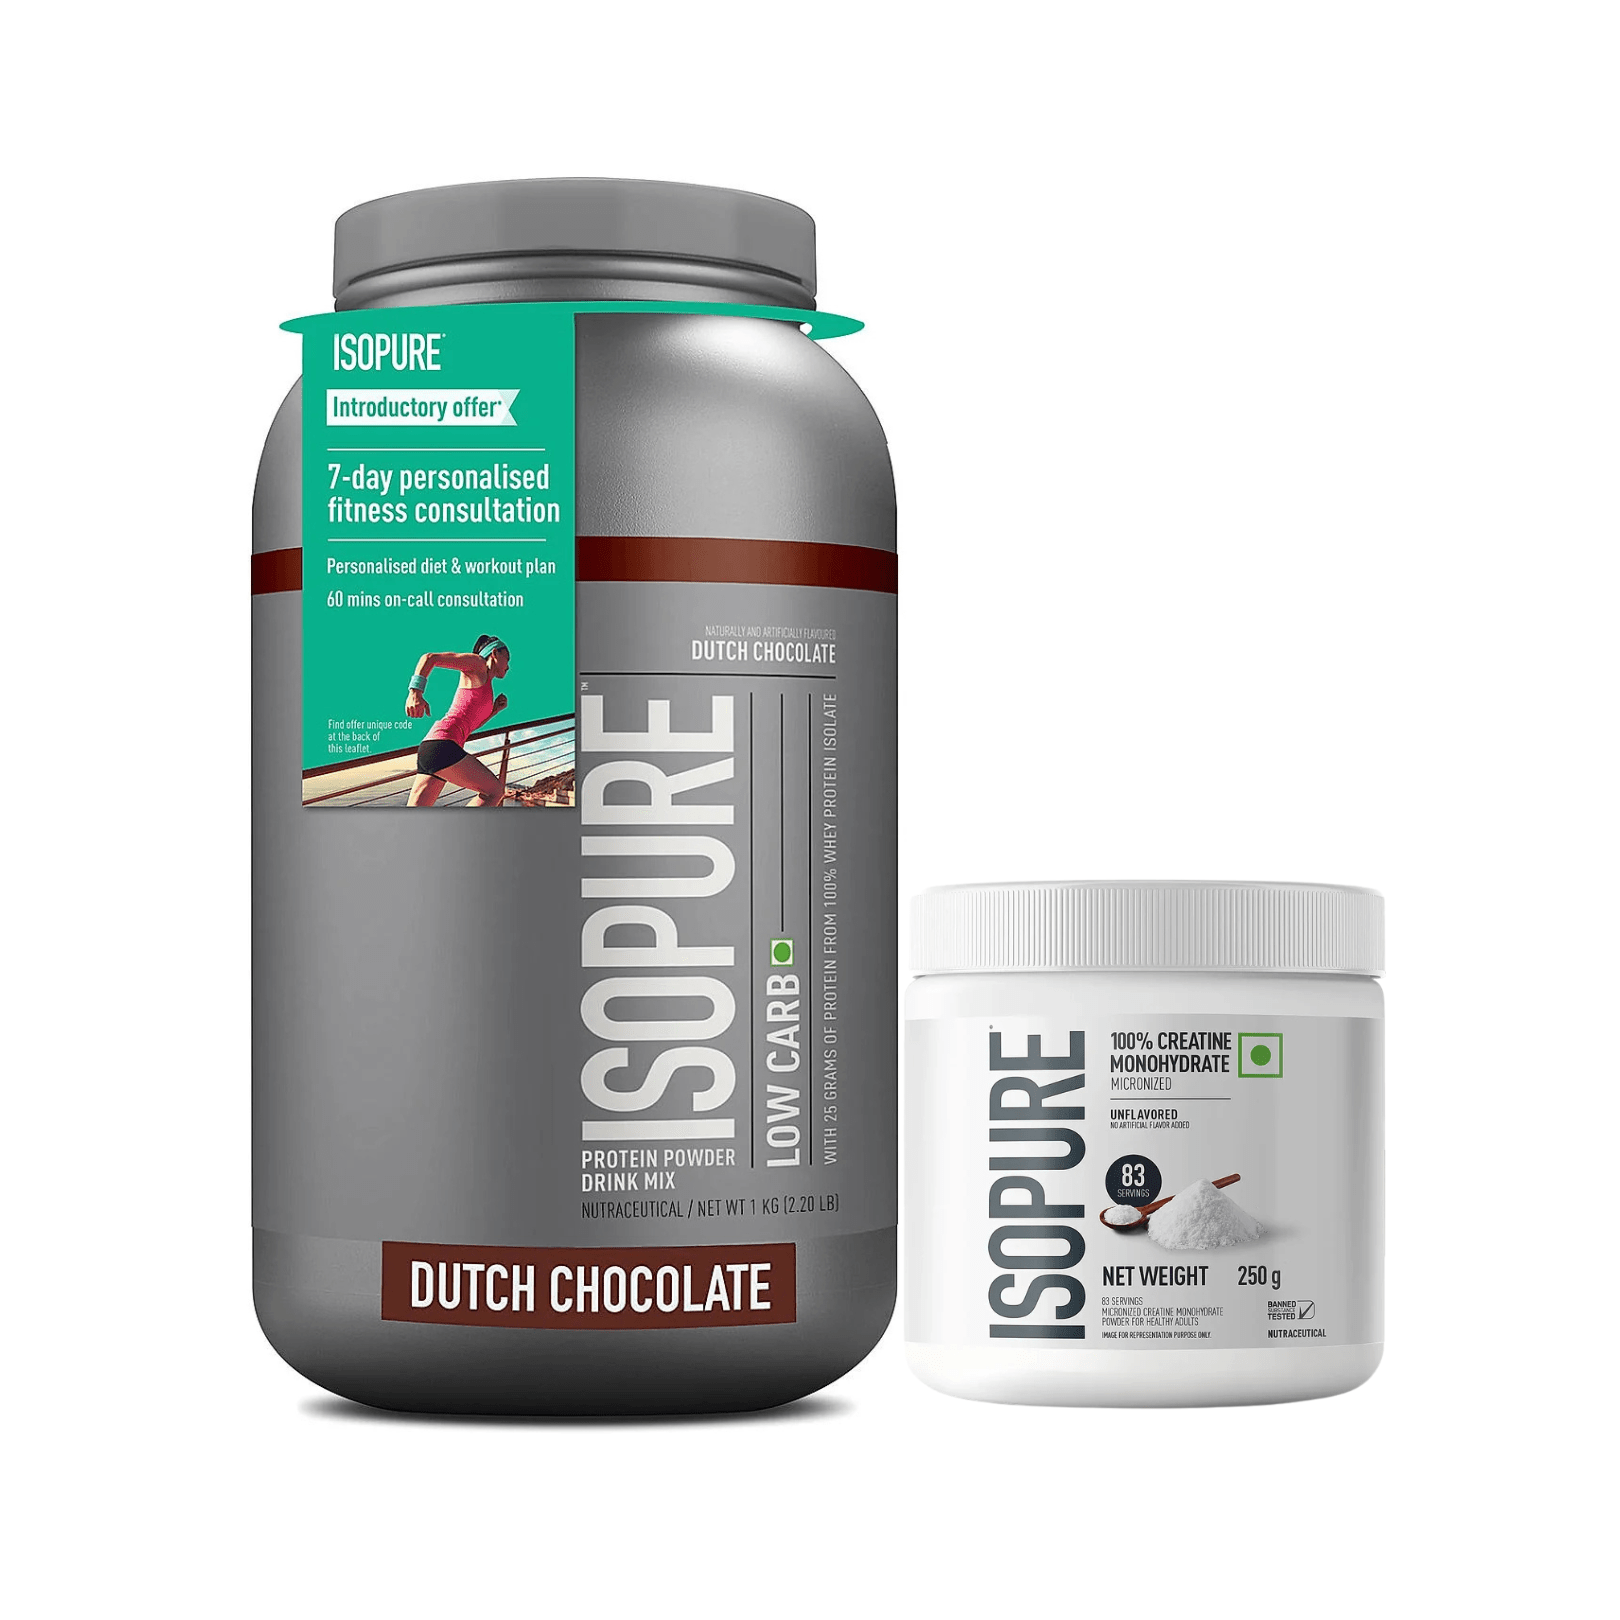 ISOPURE
Introductory offer*
7-day personalised
fitness consultation
Personalised diet & workout plan
60 mins on-call consultation
Find offer unique code
at the back of
this leaflet.
NATURALLY AND ARTIFICIALLY FLAVOURED
DUTCH CHOCOLATE
ISOPURE™
LOW CARB
WITH 25 GRAMS OF PROTEIN FROM 100% WHEY PROTEIN ISOLATE
PROTEIN POWDER
DRINK MIX
NUTRACEUTICAL / NET WT 1 KG (2.20 LB)
DUTCH CHOCOLATE
ISOPURE
100% CREATINE
MONOHYDRATE
MICRONIZED
UNFLAVORED
NO ARTIFICIAL FLAVOR ADDED
83
SERVINGS
NET WEIGHT 250 g
83 SERVINGS
MICRONIZED CREATINE MONOHYDRATE
POWDER FOR HEALTHY ADULTS
IMAGE FOR REPRESENTATION PURPOSE ONLY.
BANNED
SUBSTANCE
TESTED
NUTRACEUTICAL